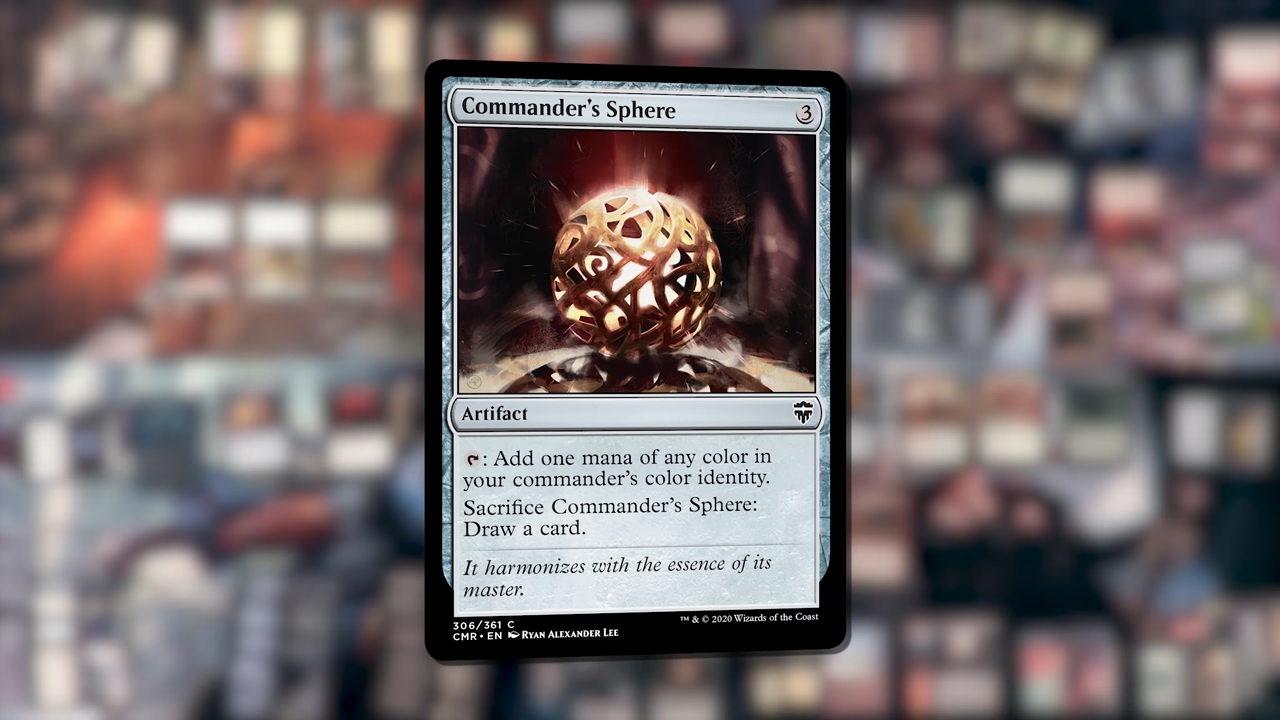 Commander's Sphere 3
Artifact
: Add one mana of any color in
your commander's color identity.
Sacrifice Commander's Sphere:
Draw a card.
It harmonizes with the essence of its
master.
306/361 C
™ & © 2020 Wizards of the Coast
CMR • EN Ryan Alexander Lee